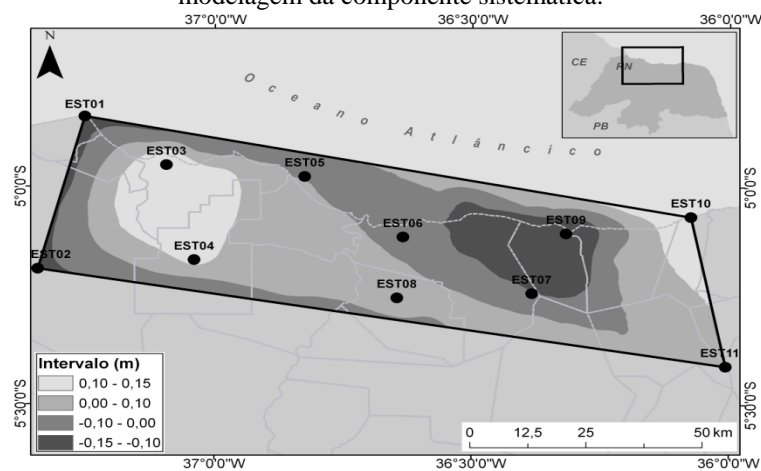 modelagem da componente sistemática.
37°0'0"W 36°30'0"W 36°0'0"W
N
Oceano Atlântico
CE
RN
PB
EST01
EST03
EST05
5°0'0"S 5°0'0"S
EST10
EST06
EST09
EST04
EST02
EST08
EST07
EST11
Intervalo (m)
0,10 - 0,15
0,00 - 0,10
-0,10 - 0,00
-0,15 - -0,10
5°30'0"S 5°30'0"S
0 12,5 25 50 km
37°0'0"W 36°30'0"W 36°0'0"W